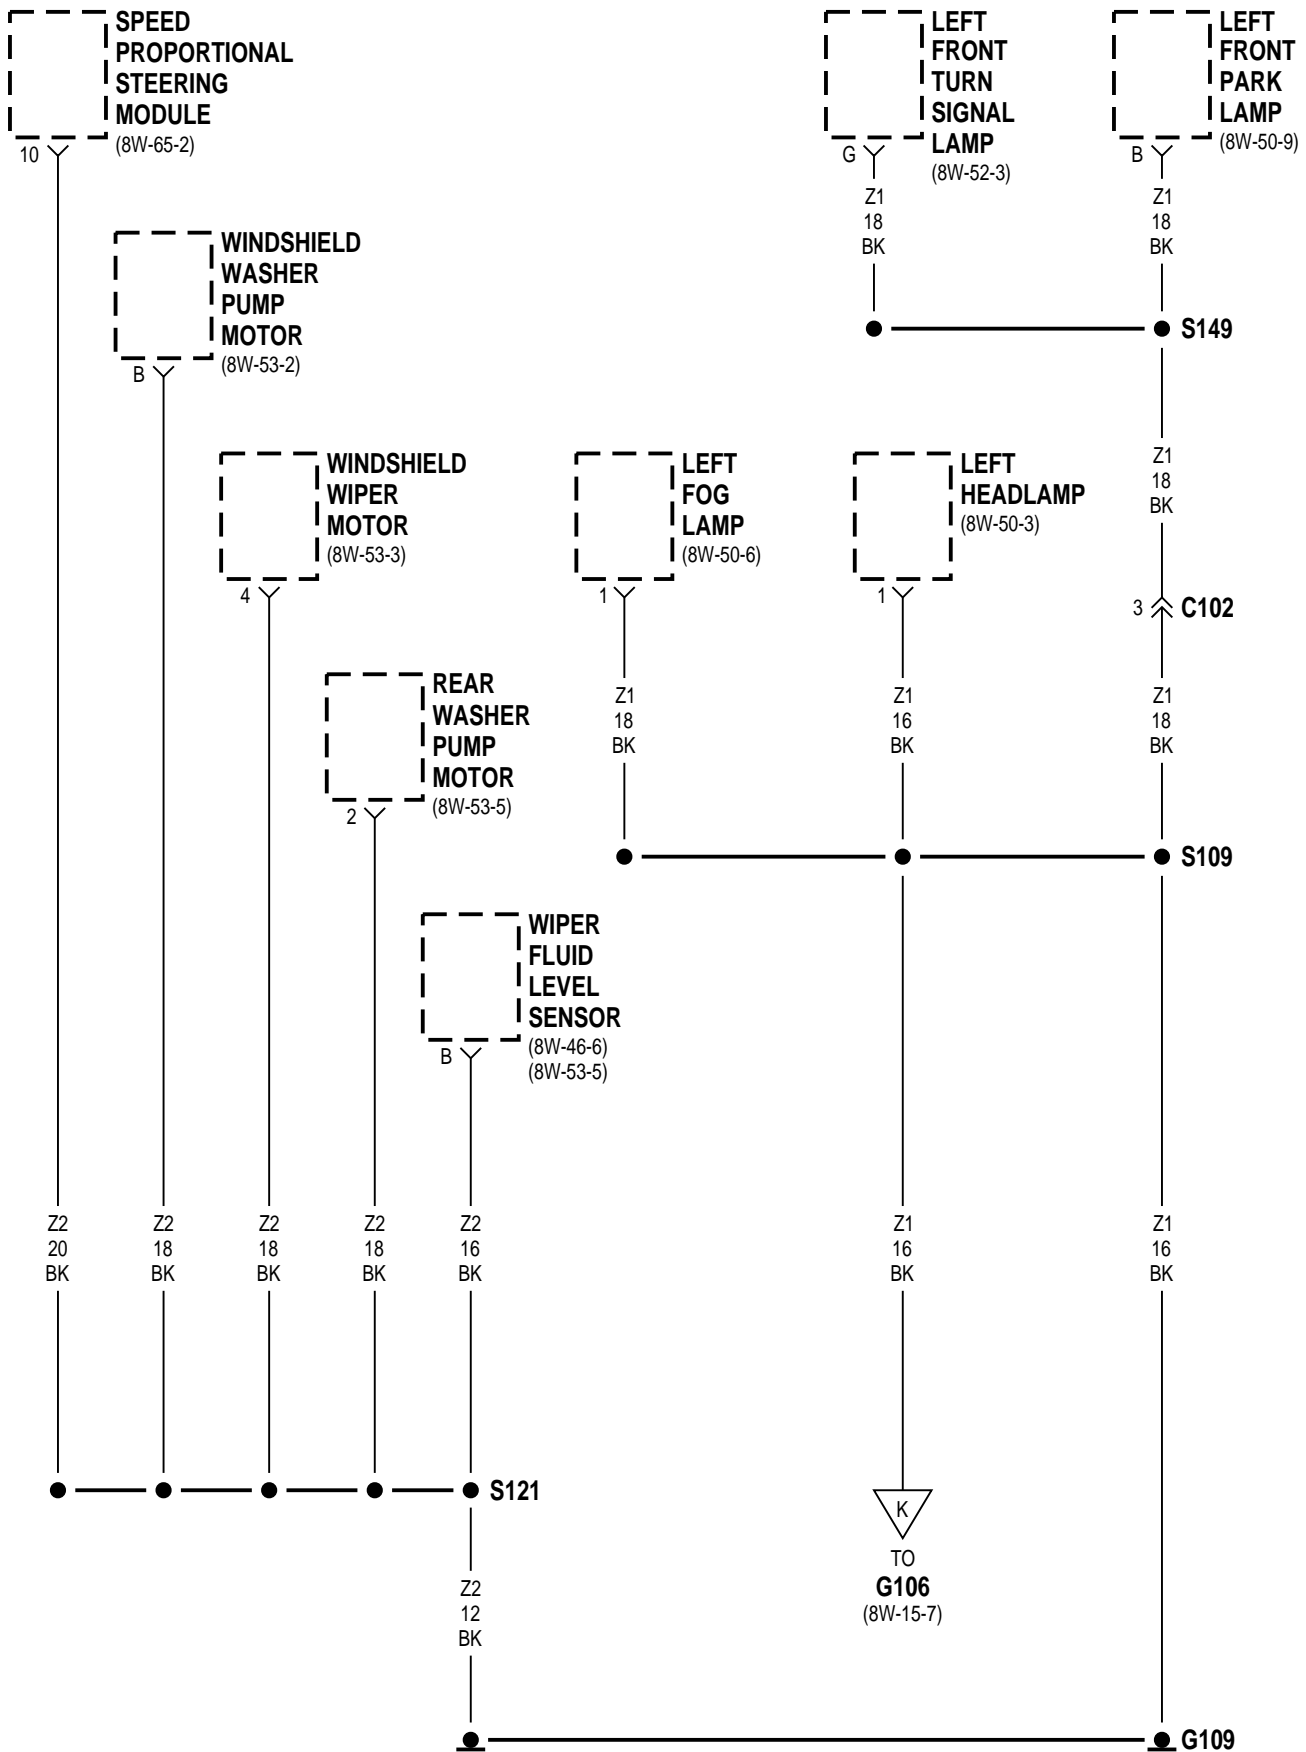 SPEED
PROPORTIONAL
STEERING
MODULE
(8W-65-2)
10
LEFT
FRONT
TURN
SIGNAL
LAMP
(8W-52-3)
G
LEFT
FRONT
PARK
LAMP
(8W-50-9)
B
Z1
18
BK
Z1
18
BK
WINDSHIELD
WASHER
PUMP
MOTOR
(8W-53-2)
B
S149
WINDSHIELD
WIPER
MOTOR
(8W-53-3)
4
LEFT
FOG
LAMP
(8W-50-6)
1
LEFT
HEADLAMP
(8W-50-3)
1
Z1
18
BK
3
C102
REAR
WASHER
PUMP
MOTOR
(8W-53-5)
2
Z1
18
BK
Z1
16
BK
Z1
18
BK
S109
WIPER
FLUID
LEVEL
SENSOR
(8W-46-6)
(8W-53-5)
B
Z2
20
BK
Z2
18
BK
Z2
18
BK
Z2
18
BK
Z2
16
BK
Z1
16
BK
Z1
16
BK
S121
K
TO
G106
(8W-15-7)
Z2
12
BK
G109